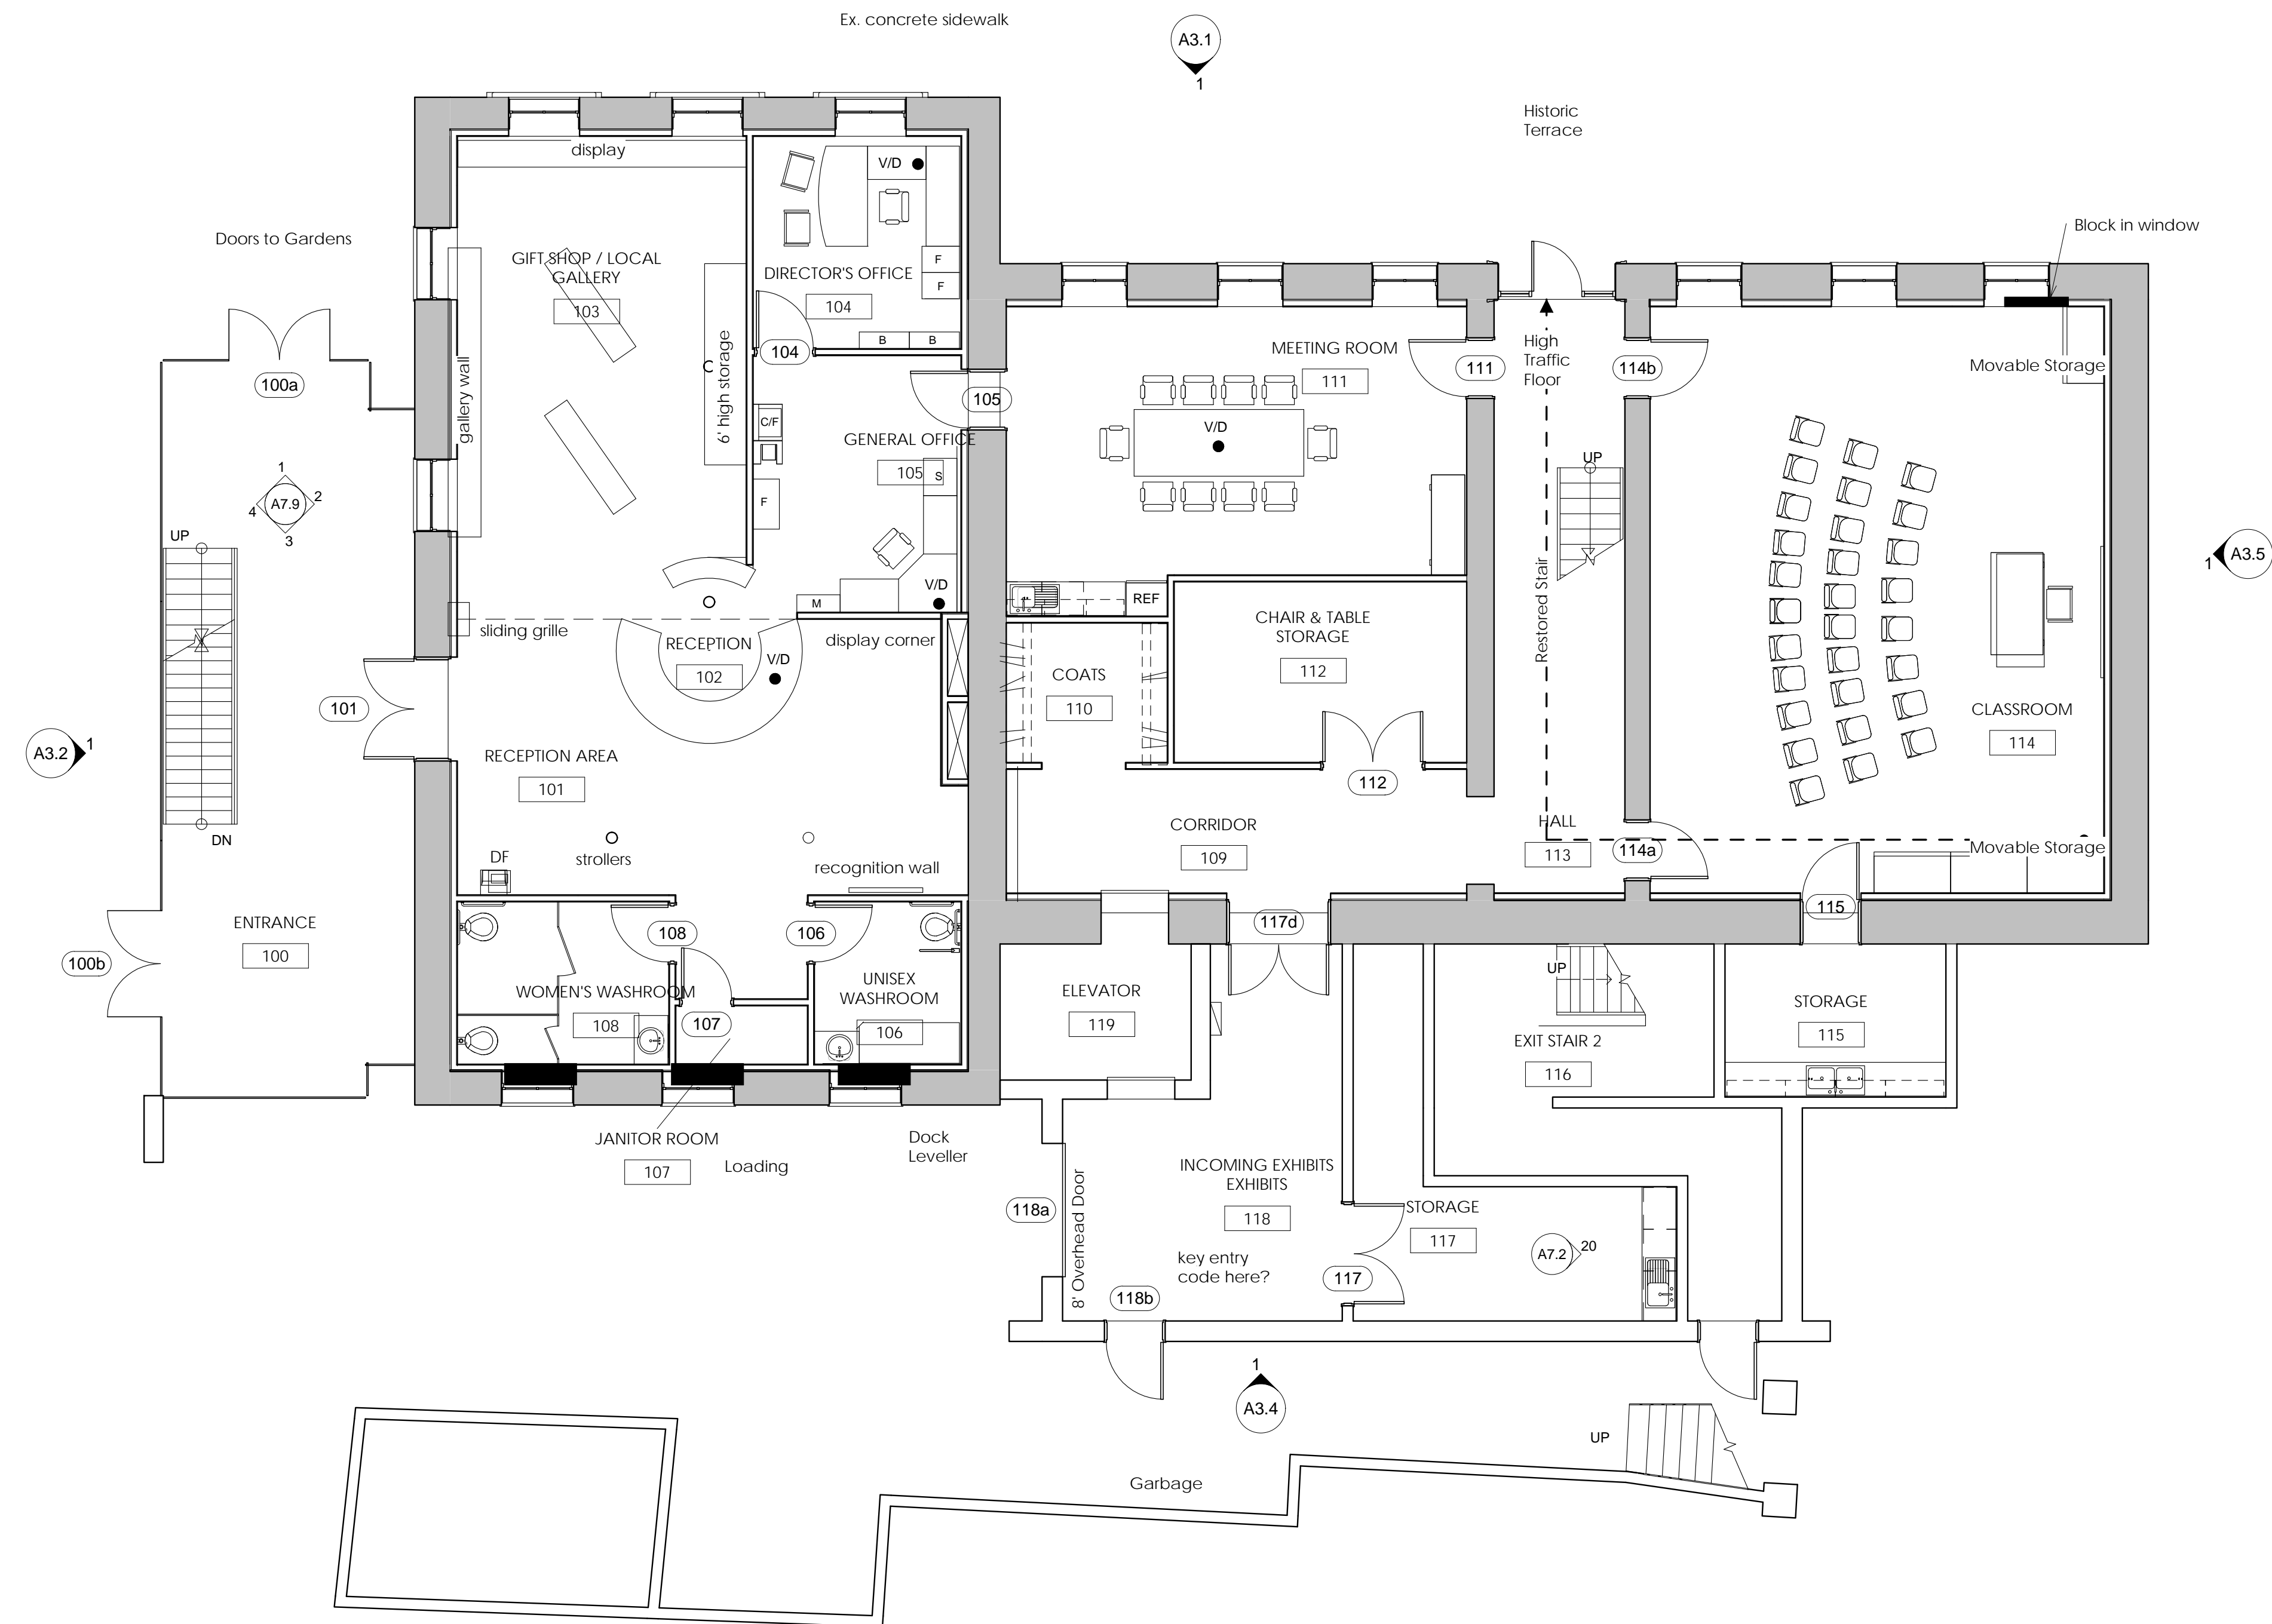 Ex. concrete sidewalk
A3.1
1
Historic
Terrace
display
V/D
Doors to Gardens
Block in window
GIFT SHOP / LOCAL
GALLERY
103
F
F
DIRECTOR'S OFFICE
104
B
B
104
6' high storage
C
gallery wall
100a
105
MEETING ROOM
111
High
Traffic
Floor
111
114b
Movable Storage
C/F
GENERAL OFFICE
105
S
F
V/D
UP
1
2
A7.9
4
3
UP
DN
V/D
M
REF
1
A3.5
sliding grille
RECEPTION
102
V/D
display corner
COATS
110
CHAIR & TABLE
STORAGE
112
Restored Stair
CLASSROOM
114
101
A3.2
1
RECEPTION AREA
101
112
CORRIDOR
109
HALL
113
114a
Movable Storage
DF
strollers
recognition wall
ENTRANCE
100
100b
108
106
117d
115
WOMEN'S WASHROOM
108
107
UNISEX
WASHROOM
106
ELEVATOR
119
UP
EXIT STAIR 2
116
STORAGE
115
JANITOR ROOM
107
Loading
Dock
Leveller
118a
8' Overhead Door
INCOMING EXHIBITS
EXHIBITS
118
key entry
code here?
118b
117
STORAGE
117
A7.2
20
1
A3.4
UP
Garbage